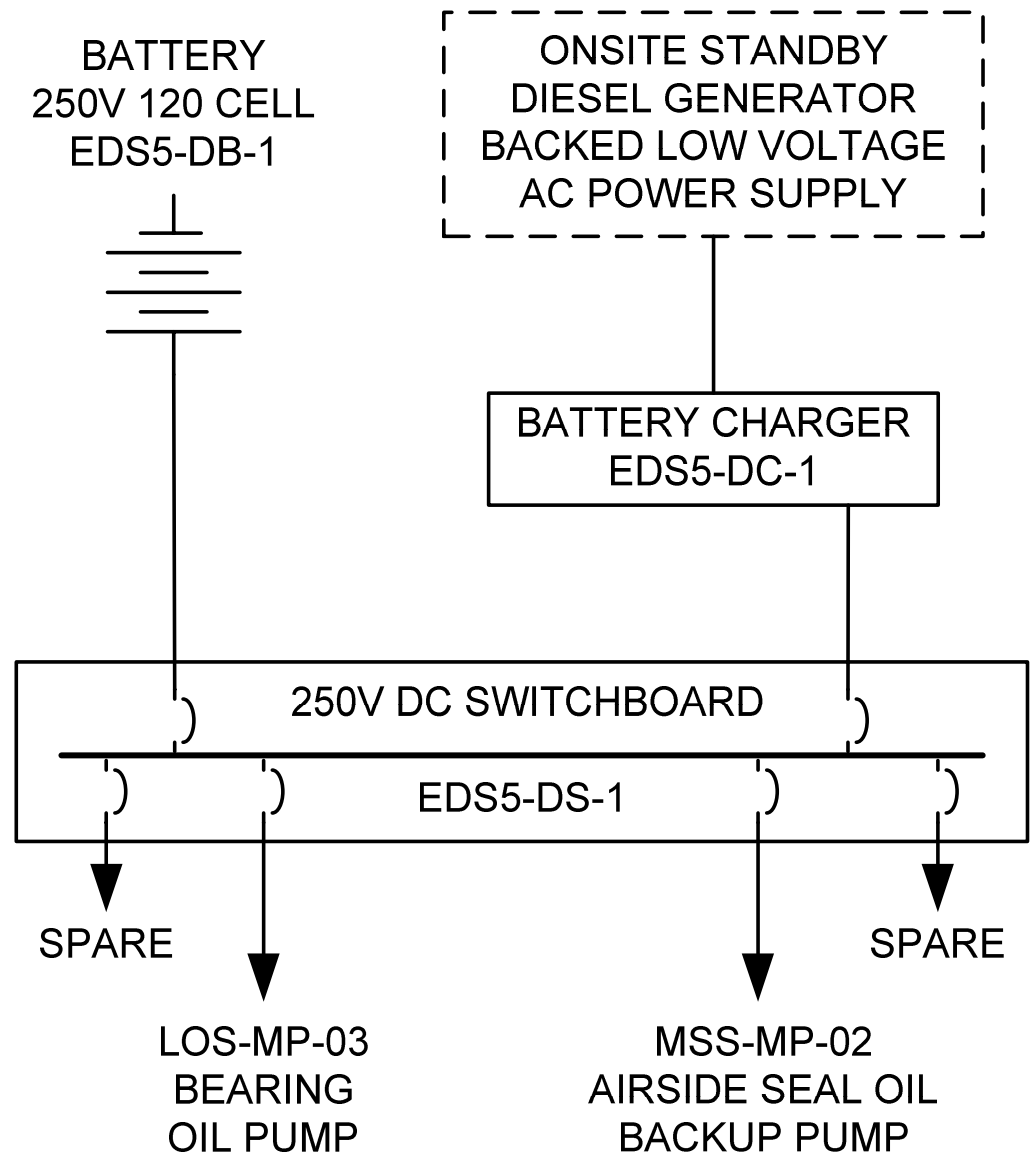 BATTERY
250V 120 CELL
EDS5-DB-1
ONSITE STANDBY
DIESEL GENERATOR
BACKED LOW VOLTAGE
AC POWER SUPPLY
BATTERY CHARGER
EDS5-DC-1
250V DC SWITCHBOARD
EDS5-DS-1
SPARE
SPARE
LOS-MP-03
BEARING
OIL PUMP
MSS-MP-02
AIRSIDE SEAL OIL
BACKUP PUMP